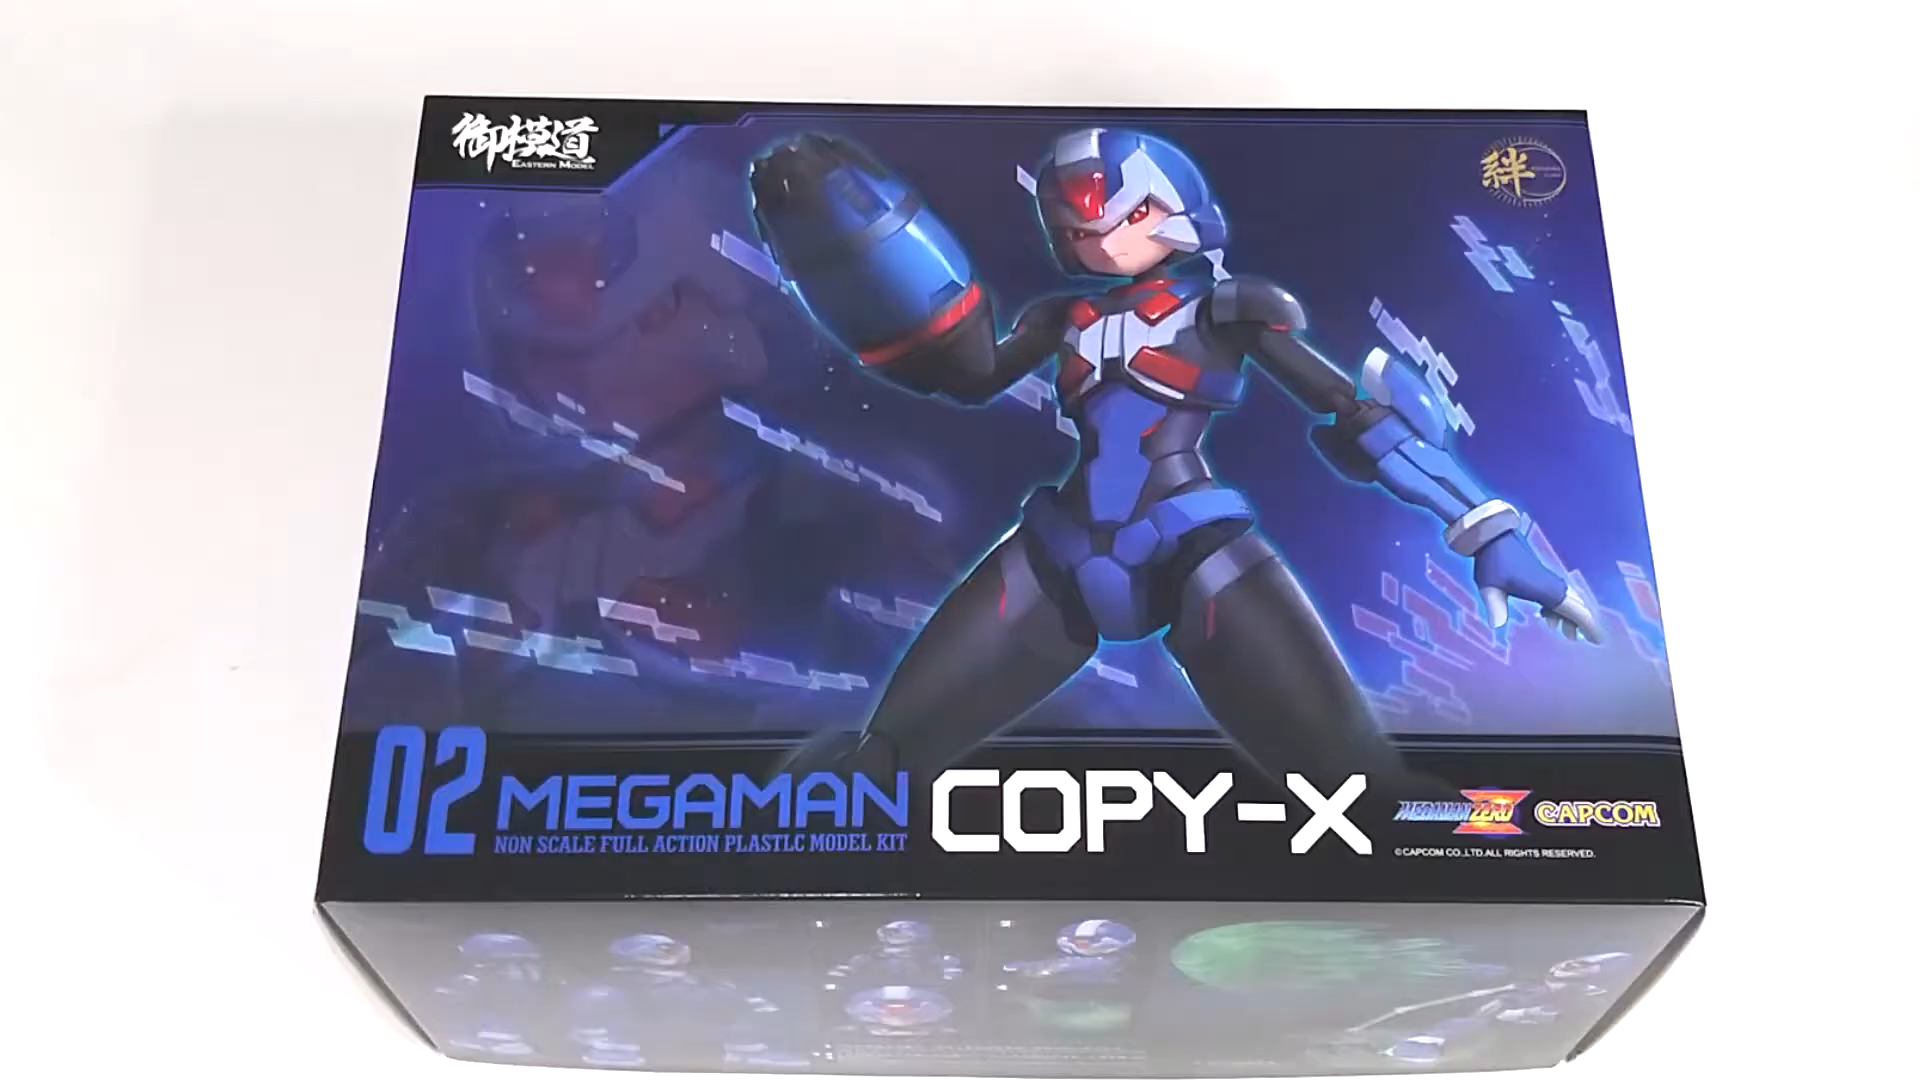 御模道
EASTERN MODEL
絆
02 MEGAMAN COPY-X
NON SCALE FULL ACTION PLASTLC MODEL KIT
MEGAMAN ZERO
CAPCOM
©CAPCOM CO.,LTD.ALL RIGHTS RESERVED.